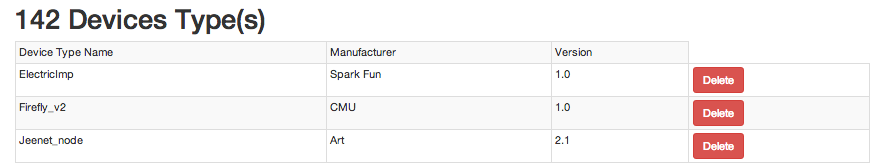 142 Devices Type(s)
Device Type Name Manufacturer Version
ElectricImp Spark Fun 1.0 Delete
Firefly_v2 CMU 1.0 Delete
Jeenet_node Art 2.1 Delete